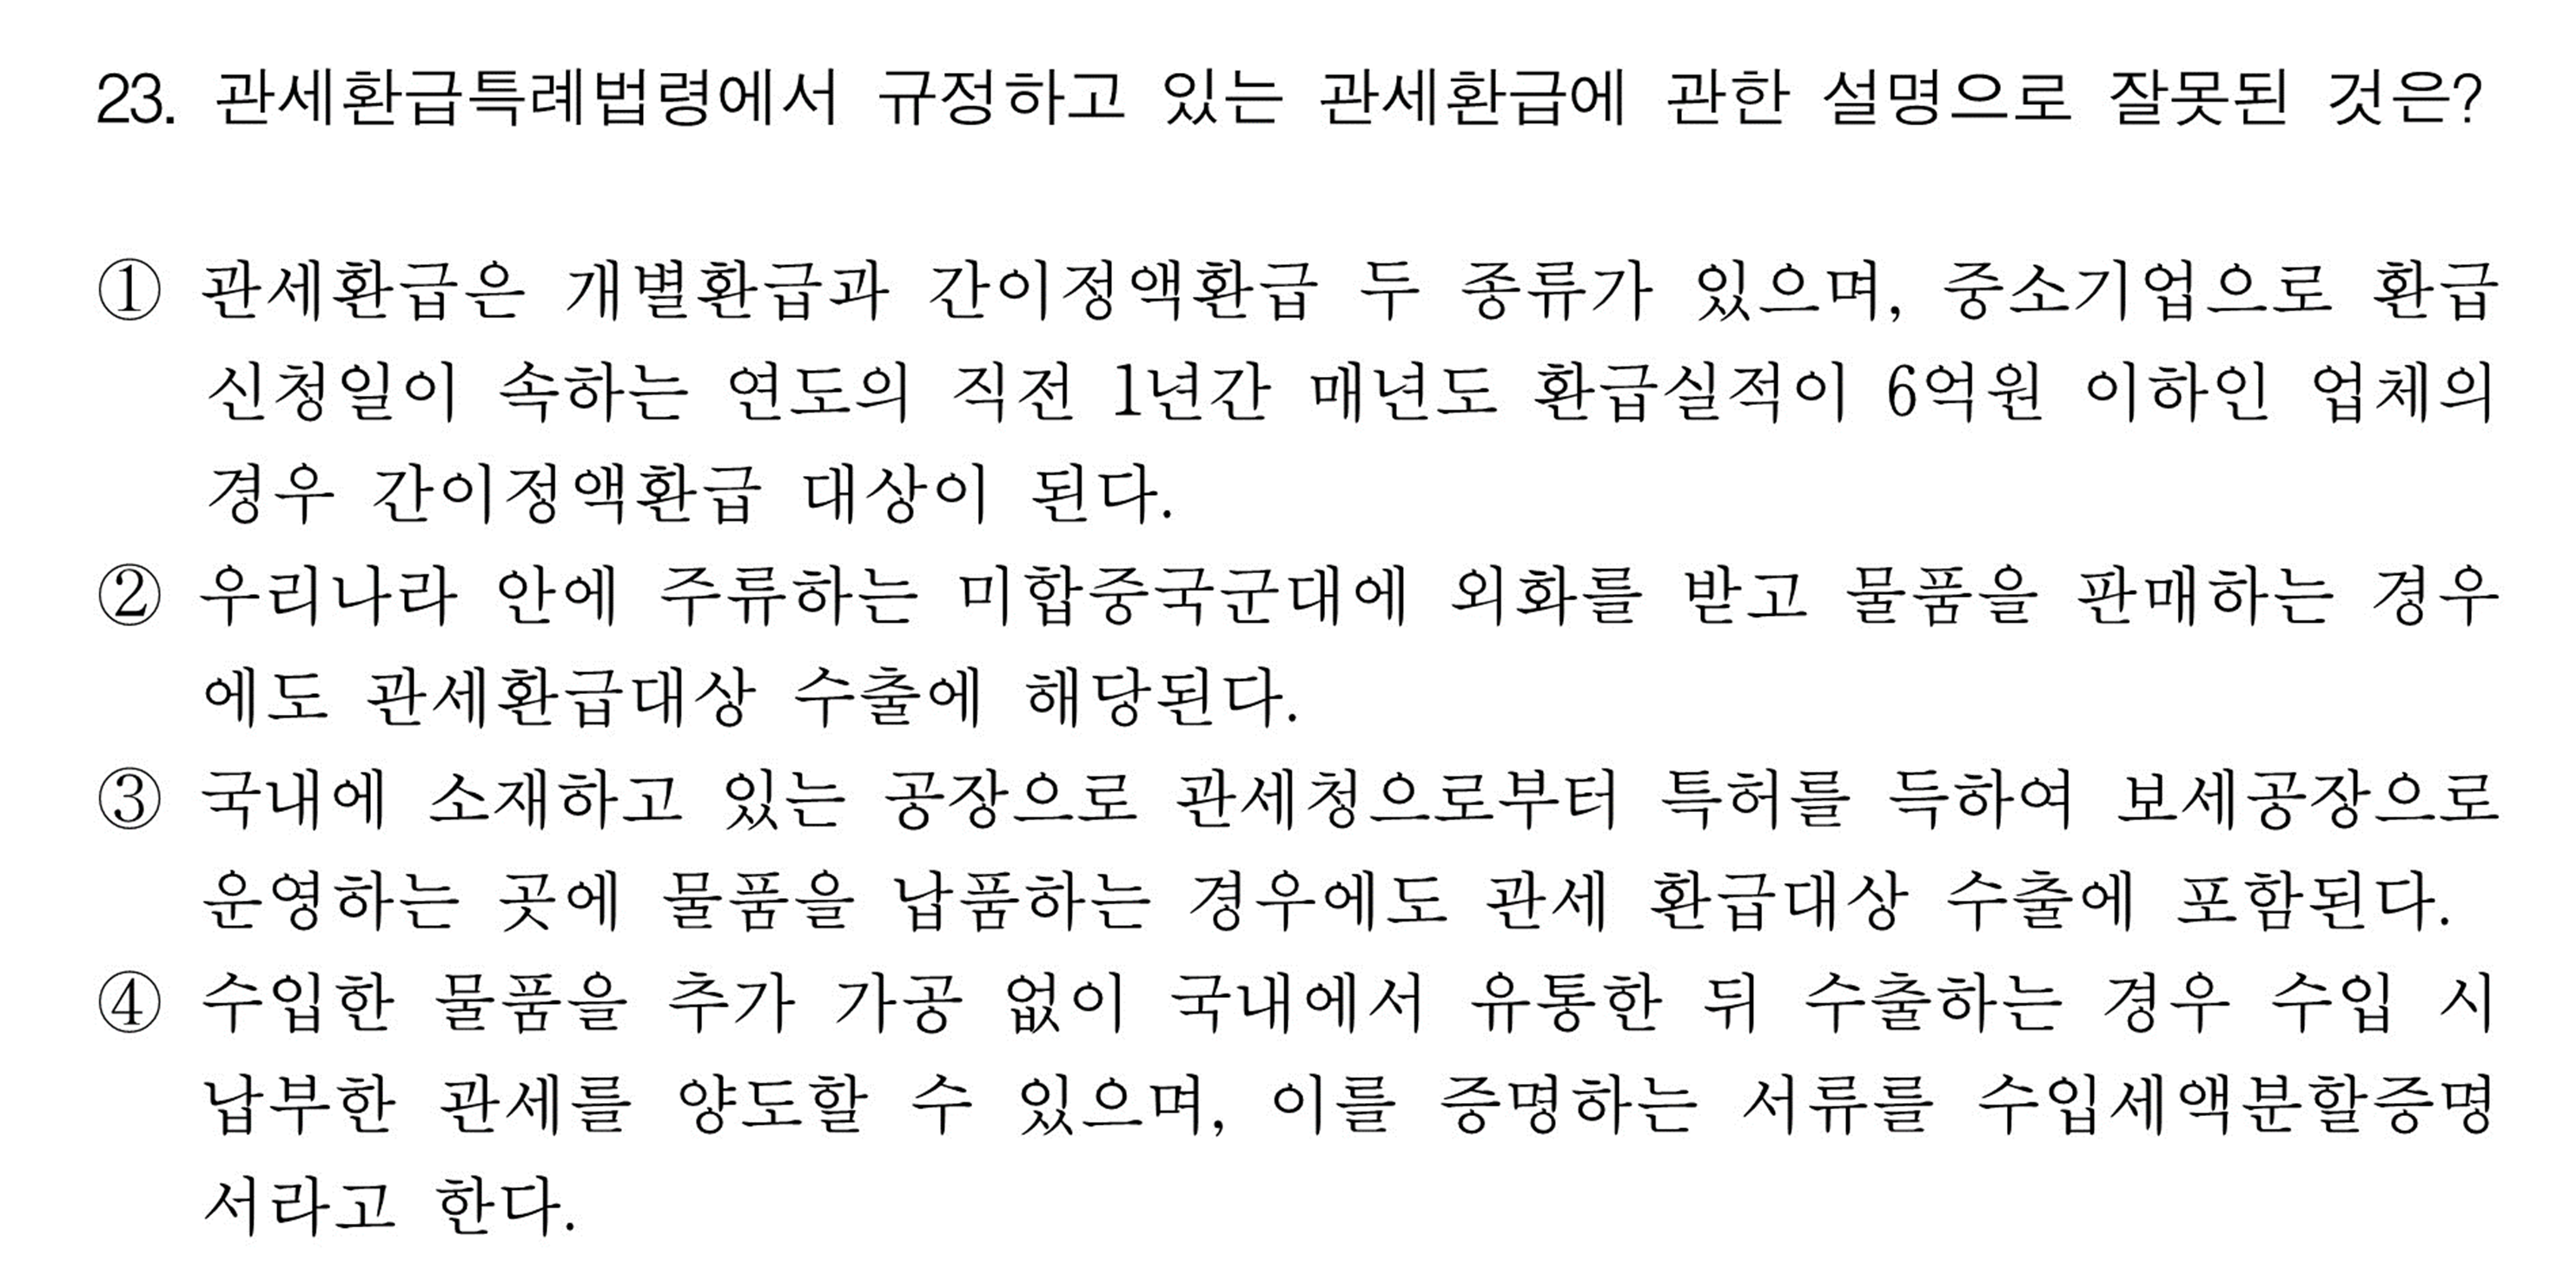 23. 관세환급특례법령에서 규정하고 있는 관세환급에 관한 설명으로 잘못된 것은?
① 관세환급은 개별환급과 간이정액환급 두 종류가 있으며, 중소기업으로 환급
신청일이 속하는 연도의 직전 1년간 매년도 환급실적이 6억원 이하인 업체의
경우 간이정액환급 대상이 된다.
② 우리나라 안에 주류하는 미합중국군대에 외화를 받고 물품을 판매하는 경우
에도 관세환급대상 수출에 해당된다.
③ 국내에 소재하고 있는 공장으로 관세청으로부터 특허를 득하여 보세공장으로
운영하는 곳에 물품을 납품하는 경우에도 관세 환급대상 수출에 포함된다.
④ 수입한 물품을 추가 가공 없이 국내에서 유통한 뒤 수출하는 경우 수입 시
납부한 관세를 양도할 수 있으며, 이를 증명하는 서류를 수입세액분할증명
서라고 한다.